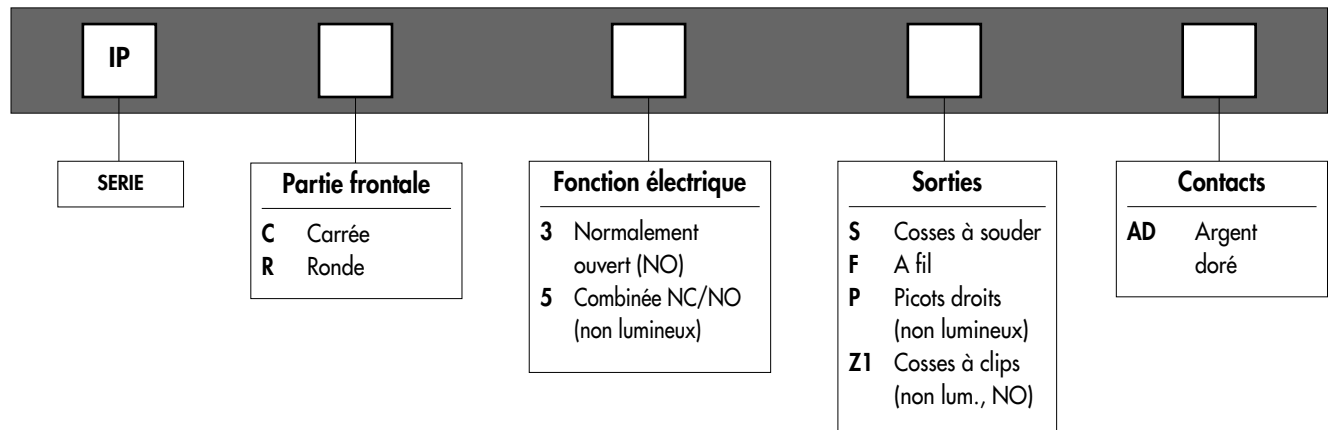 IP
SERIE
Partie frontale
C Carrée
R Ronde
Fonction électrique
3 Normalement
ouvert (NO)
5 Combinée NC/NO
(non lumineux)
Sorties
S Cosses à souder
F A fil
P Picots droits
(non lumineux)
Z1 Cosses à clips
(non lum., NO)
Contacts
AD Argent
doré